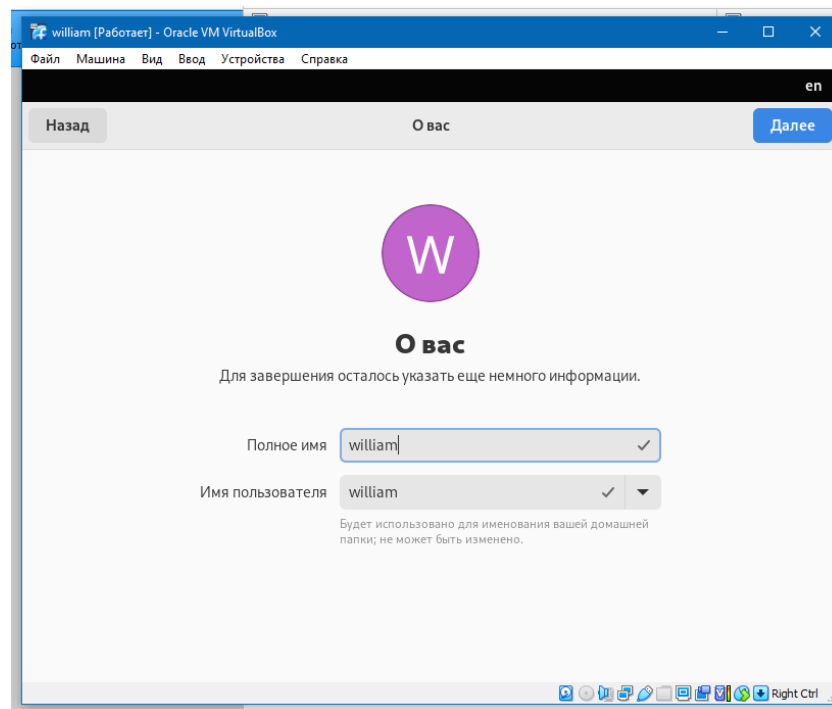 william [Работает] - Oracle VM VirtualBox
Файл Машина Вид Ввод Устройства Справка
en
Назад О вас Далее
W
О вас
Для завершения осталось указать еще немного информации.
Полное имя william
Имя пользователя william
Будет использовано для именования вашей домашней
папки; не может быть изменено.
Right Ctrl